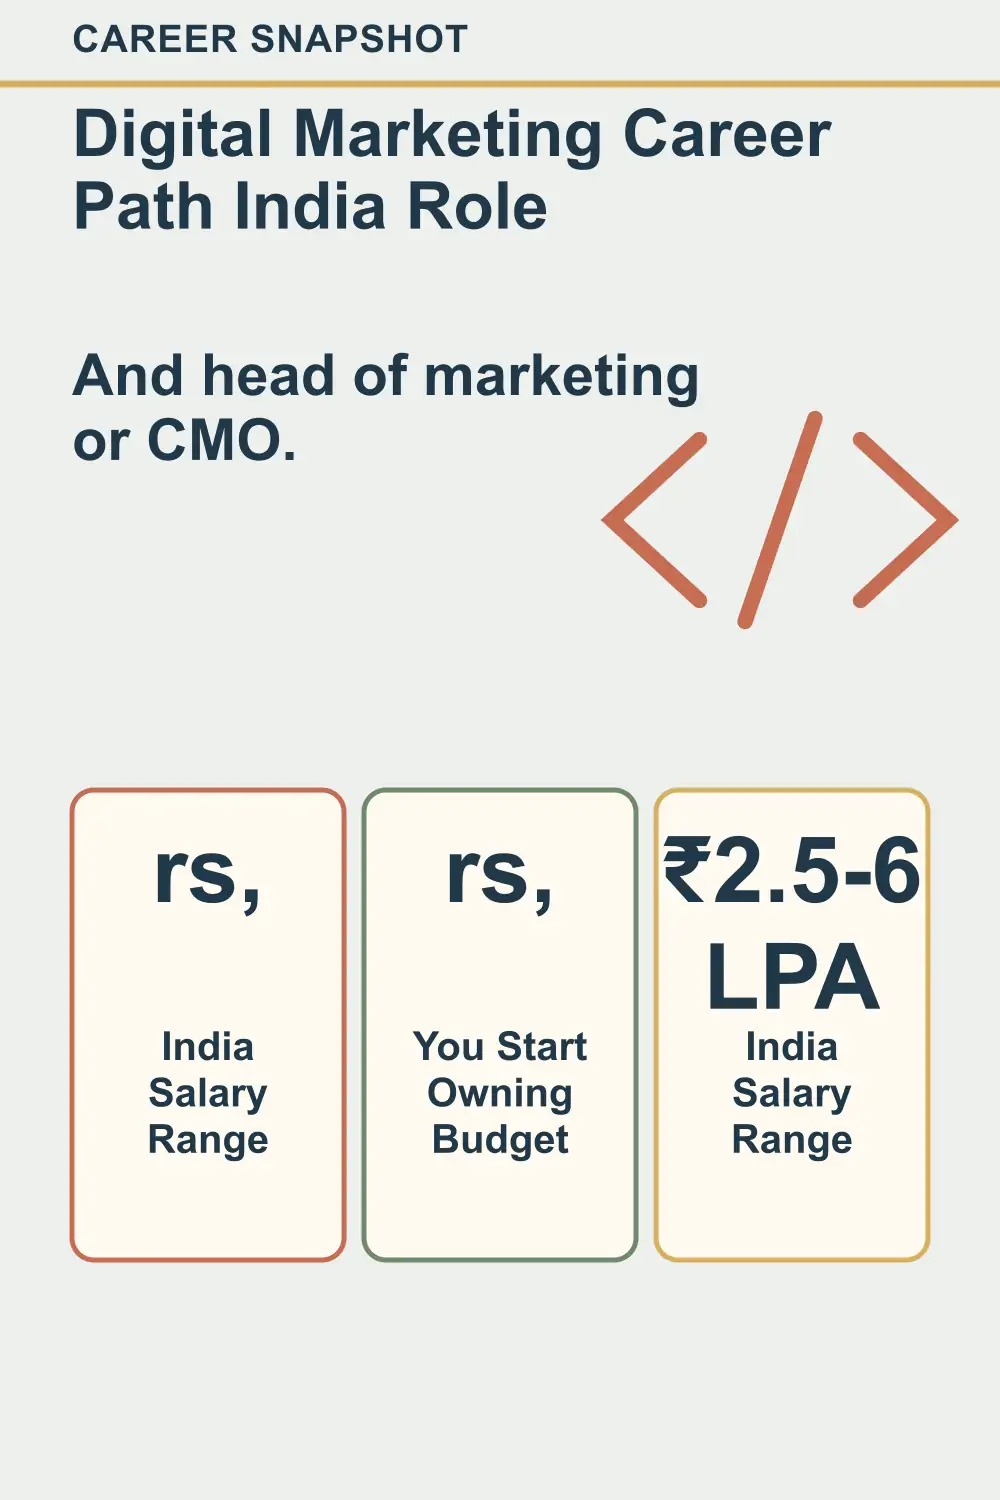 CAREER SNAPSHOT
Digital Marketing Career
Path India Role
And head of marketing
or CMO.
rs,
India
Salary
Range
rs,
You Start
Owning
Budget
₹2.5-6
LPA
India
Salary
Range